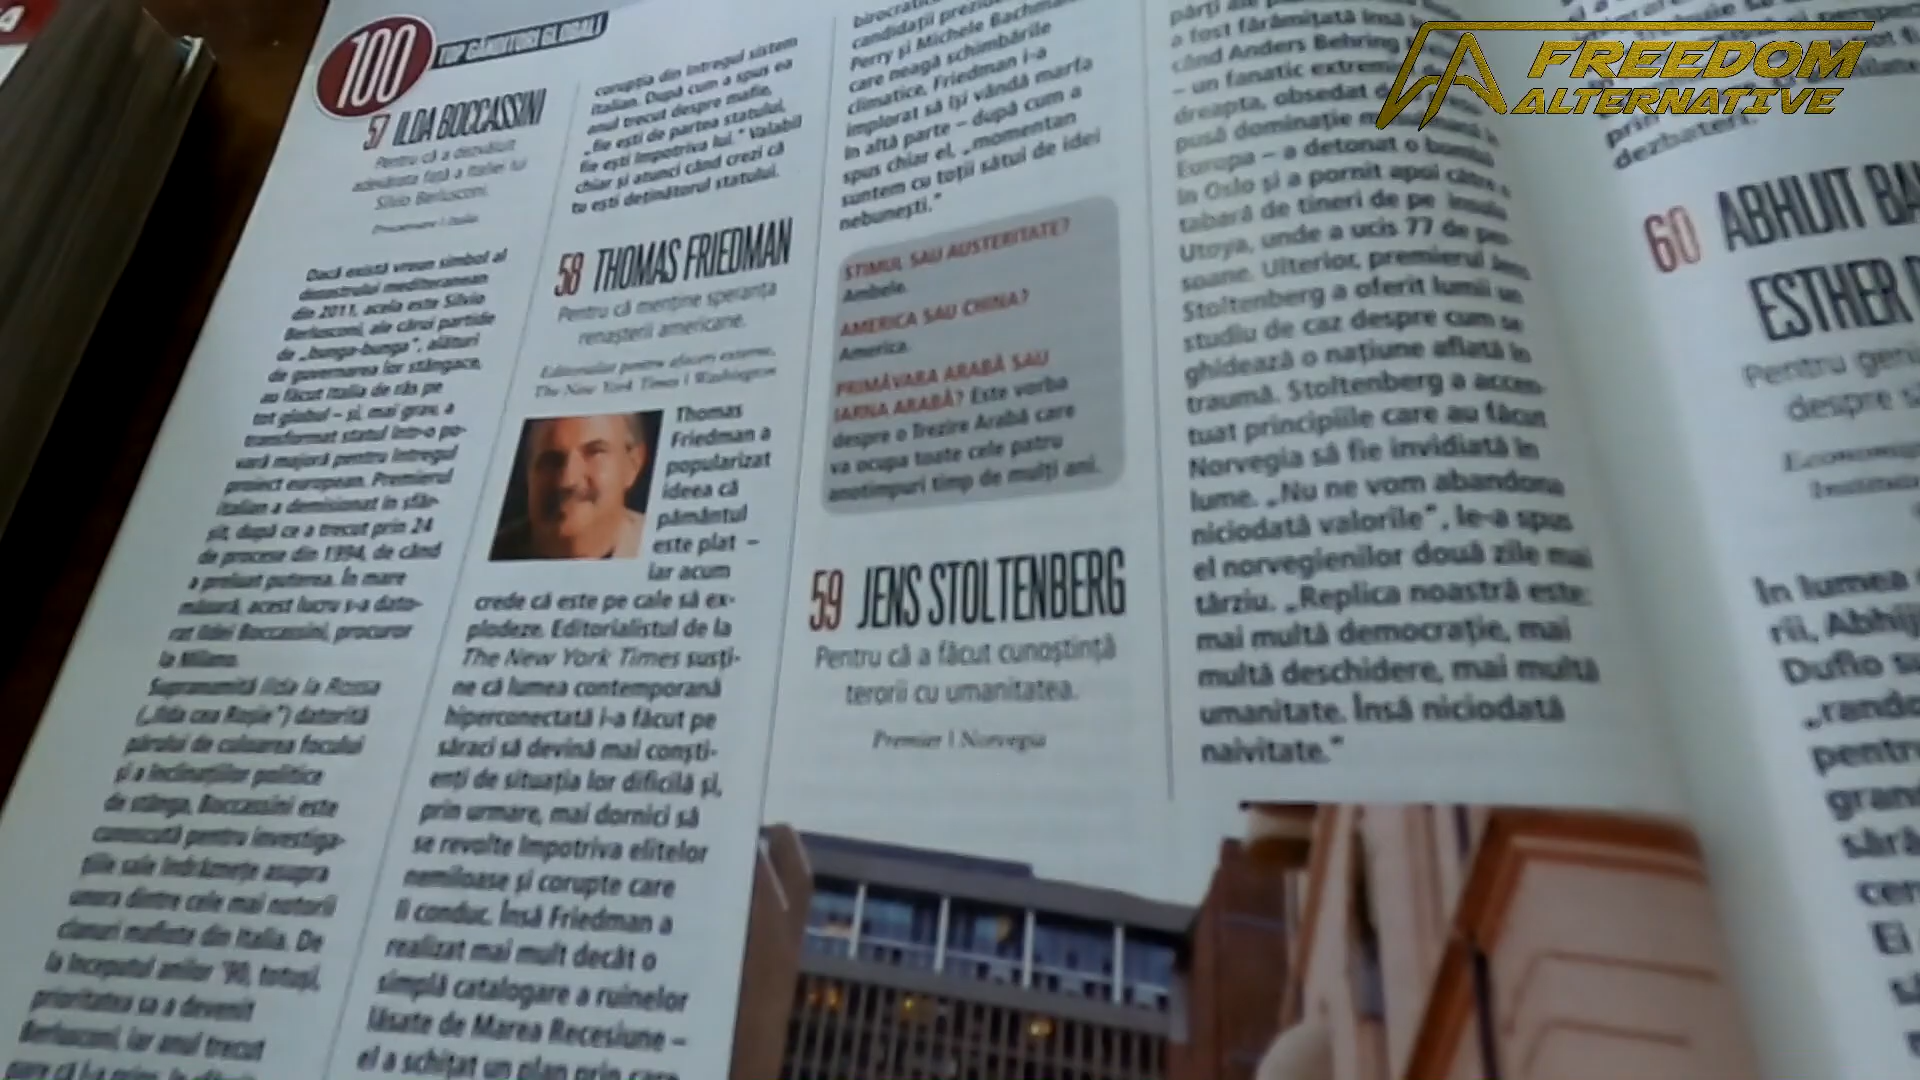 100
TOP GÂNDITORI GLOBALI
57 ILDA BOCCASSINI
Pentru că a dezvăluit
adevărata față a Italiei lui
Silvio Berlusconi.
Procuroare | Italia
Dacă există vreun simbol al
dezastrului mediteranean
din 2011, acela este Silvio
Berlusconi, ale cărui partide
de „bunga-bunga”, alături
de guvernarea lor stângace,
au făcut Italia de râs pe
tot globul – și, mai grav, a
transformat statul într-o po-
vară majoră pentru întregul
proiect european. Premierul
italian a demisionat în sfâr-
șit, după ce a trecut prin 24
de procese din 1994, de când
a preluat puterea. În mare
măsură, acest lucru s-a dato-
rat Ildei Boccassini, procuror
la Milano.
Supranumită Ilda la Rossa
(„Ilda cea Roșie”) datorită
părului de culoarea focului
și a înclinațiilor politice
de stânga, Boccassini este
cunoscută pentru investiga-
țiile sale îndrăznețe asupra
unora dintre cele mai notorii
clanuri mafiote din Italia. De
la începutul anilor '90, totuși,
prioritatea sa a devenit
Berlusconi, iar anul trecut
corupția din întregul sistem
italian. După cum a spus ea
anul trecut despre mafie,
„fie ești de partea statului,
fie ești împotriva lui.” Valabil
chiar și atunci când crezi că
tu ești deținătorul statului.
58 THOMAS FRIEDMAN
Pentru că menține speranța
renașterii americane.
Editorialist pentru afaceri externe,
The New York Times | Washington
Thomas
Friedman a
popularizat
ideea că
pământul
este plat –
iar acum
crede că este pe cale să ex-
plodeze. Editorialistul de la
The New York Times susți-
ne că lumea contemporană
hiperconectată i-a făcut pe
săraci să devină mai conști-
enți de situația lor dificilă și,
prin urmare, mai dornici să
se revolte împotriva elitelor
nemiloase și corupte care
îi conduc. Însă Friedman a
realizat mai mult decât o
simplă catalogare a ruinelor
lăsate de Marea Recesiune –
el a schițat un plan prin care
candidații
Perry și Michele Bachmann
care neagă schimbările
climatice, Friedman i-a
implorat să își vândă marfa
în altă parte – după cum a
spus chiar el, „momentan
suntem cu toții sătui de idei
nebunești.”
STIMUL SAU AUSTERITATE?
Ambele.
AMERICA SAU CHINA?
America.
PRIMĂVARA ARABĂ SAU
IARNA ARABĂ? Este vorba
despre o Trezire Arabă care
va ocupa toate cele patru
anotimpuri timp de mulți ani.
59 JENS STOLTENBERG
Pentru că a făcut cunoștință
terorii cu umanitatea.
Premier | Norvegia
a fost fărâmițată însă
când Anders Behring
– un fanatic extrem
dreapta, obsedat
pusă dominație
Europa – a detonat o bombă
în Oslo și a pornit apoi către o
tabără de tineri de pe insula
Utoya, unde a ucis 77 de per-
soane. Ulterior, premierul Jens
Stoltenberg a oferit lumii un
studiu de caz despre cum se
ghidează o națiune aflată în
traumă. Stoltenberg a accen-
tuat principiile care au făcut
Norvegia să fie invidiată în
lume. „Nu ne vom abandona
niciodată valorile”, le-a spus
el norvegienilor două zile mai
târziu. „Replica noastră este:
mai multă democrație, mai
multă deschidere, mai multă
umanitate. Însă niciodată
naivitate.”
dezbateri.
60 ABHIJIT
ESTHER
Pentru
despre
În lumea
rii,
Duflo
pentru
Ei
FREEDOM
ALTERNATIVE